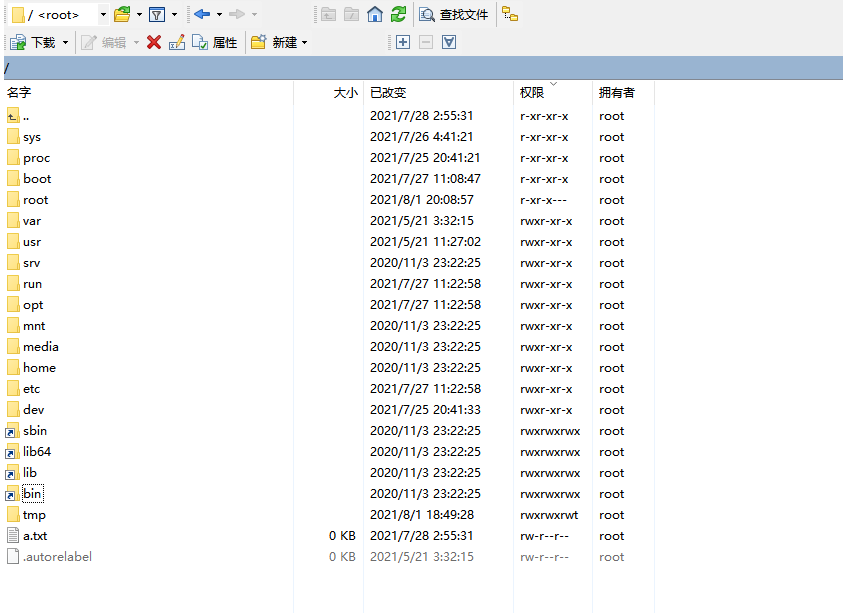 / <root>
查找文件
下载 编辑 属性 新建
/
名字 大小 已改变 权限 拥有者
.. 2021/7/28 2:55:31 r-xr-xr-x root
sys 2021/7/26 4:41:21 r-xr-xr-x root
proc 2021/7/25 20:41:21 r-xr-xr-x root
boot 2021/7/27 11:08:47 r-xr-xr-x root
root 2021/8/1 20:08:57 r-xr-x--- root
var 2021/5/21 3:32:15 rwxr-xr-x root
usr 2021/5/21 11:27:02 rwxr-xr-x root
srv 2020/11/3 23:22:25 rwxr-xr-x root
run 2021/7/27 11:22:58 rwxr-xr-x root
opt 2021/7/27 11:22:58 rwxr-xr-x root
mnt 2020/11/3 23:22:25 rwxr-xr-x root
media 2020/11/3 23:22:25 rwxr-xr-x root
home 2020/11/3 23:22:25 rwxr-xr-x root
etc 2021/7/27 11:22:58 rwxr-xr-x root
dev 2021/7/25 20:41:33 rwxr-xr-x root
sbin 2020/11/3 23:22:25 rwxrwxrwx root
lib64 2020/11/3 23:22:25 rwxrwxrwx root
lib 2020/11/3 23:22:25 rwxrwxrwx root
bin 2020/11/3 23:22:25 rwxrwxrwx root
tmp 2021/8/1 18:49:28 rwxrwxrwt root
a.txt 0 KB 2021/7/28 2:55:31 rw-r--r-- root
.autorelabel 0 KB 2021/5/21 3:32:15 rw-r--r-- root